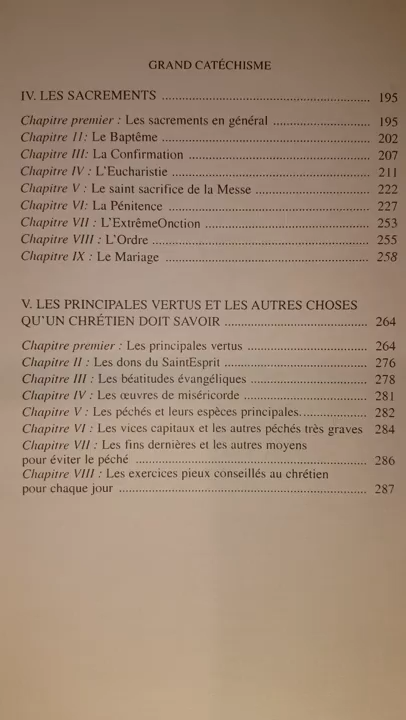 GRAND CATÉCHISME
IV. LES SACREMENTS ........................................................ 195
Chapitre premier : Les sacrements en général .......................... 195
Chapitre II: Le Baptême ........................................................ 202
Chapitre III: La Confirmation .................................................. 207
Chapitre IV : L'Eucharistie ...................................................... 211
Chapitre V : Le saint sacrifice de la Messe ............................... 222
Chapitre VI: La Pénitence ....................................................... 227
Chapitre VII : L'ExtrêmeOnction ............................................. 253
Chapitre VIII : L'Ordre ........................................................... 255
Chapitre IX : Le Mariage ....................................................... 258
V. LES PRINCIPALES VERTUS ET LES AUTRES CHOSES
QU'UN CHRÉTIEN DOIT SAVOIR ....................................... 264
Chapitre premier : Les principales vertus .................................. 264
Chapitre II : Les dons du SaintEsprit ........................................ 276
Chapitre III : Les béatitudes évangéliques ................................. 278
Chapitre IV : Les œuvres de miséricorde ................................... 281
Chapitre V : Les péchés et leurs espèces principales.................. 282
Chapitre VI : Les vices capitaux et les autres péchés très graves 284
Chapitre VII : Les fins dernières et les autres moyens
pour éviter le péché ............................................................... 286
Chapitre VIII : Les exercices pieux conseillés au chrétien
pour chaque jour ................................................................... 287